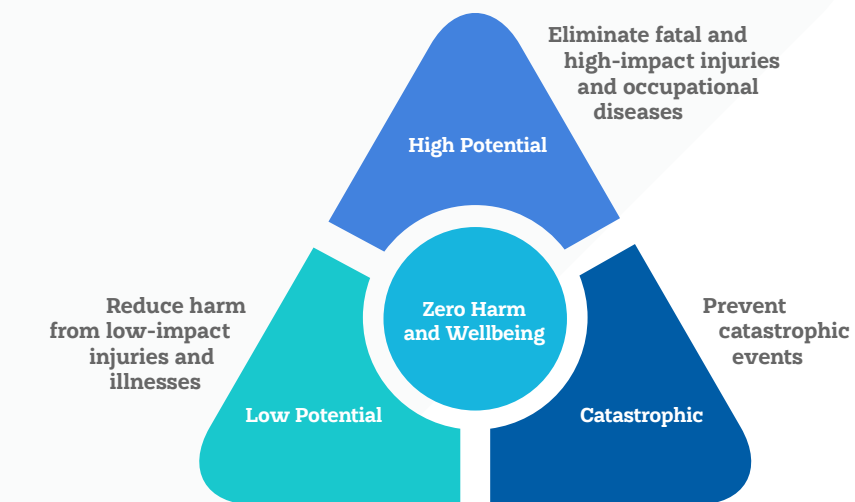 Eliminate fatal and
high-impact injuries
and occupational
diseases
High Potential
Zero Harm
and Wellbeing
Reduce harm
from low-impact
injuries and
illnesses
Low Potential
Prevent
catastrophic
events
Catastrophic